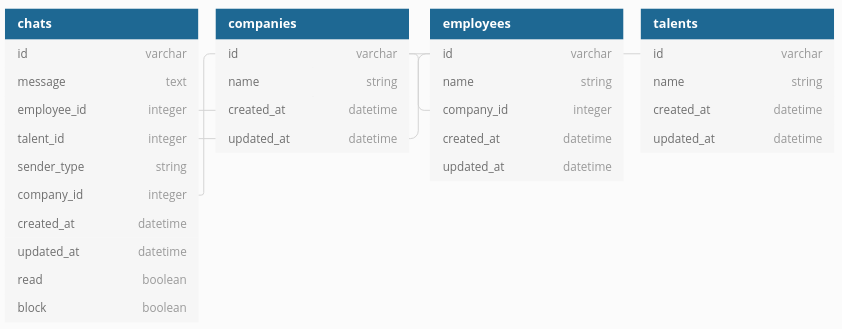 chats
id varchar
message text
employee_id integer
talent_id integer
sender_type string
company_id integer
created_at datetime
updated_at datetime
read boolean
block boolean
companies
id varchar
name string
created_at datetime
updated_at datetime
employees
id varchar
name string
company_id integer
created_at datetime
updated_at datetime
talents
id varchar
name string
created_at datetime
updated_at datetime